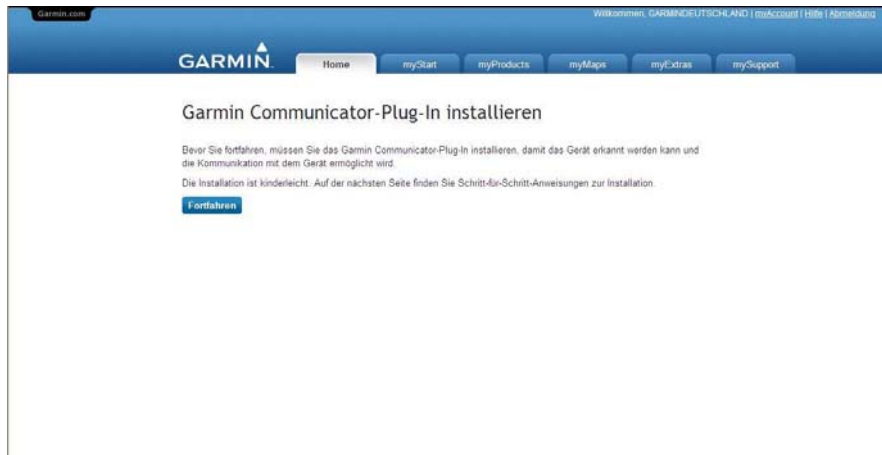 Garmin.com
Willkommen, GARMINDEUTSCHLAND | myAccount | Hilfe | Abmeldung
GARMIN.
Home myStart myProducts myMaps myExtras mySupport
Garmin Communicator-Plug-In installieren
Bevor Sie fortfahren, müssen Sie das Garmin Communicator-Plug-In installieren, damit das Gerät erkannt werden kann und
die Kommunikation mit dem Gerät ermöglicht wird.
Die Installation ist kinderleicht. Auf der nächsten Seite finden Sie Schritt-für-Schritt-Anweisungen zur Installation.
Fortfahren